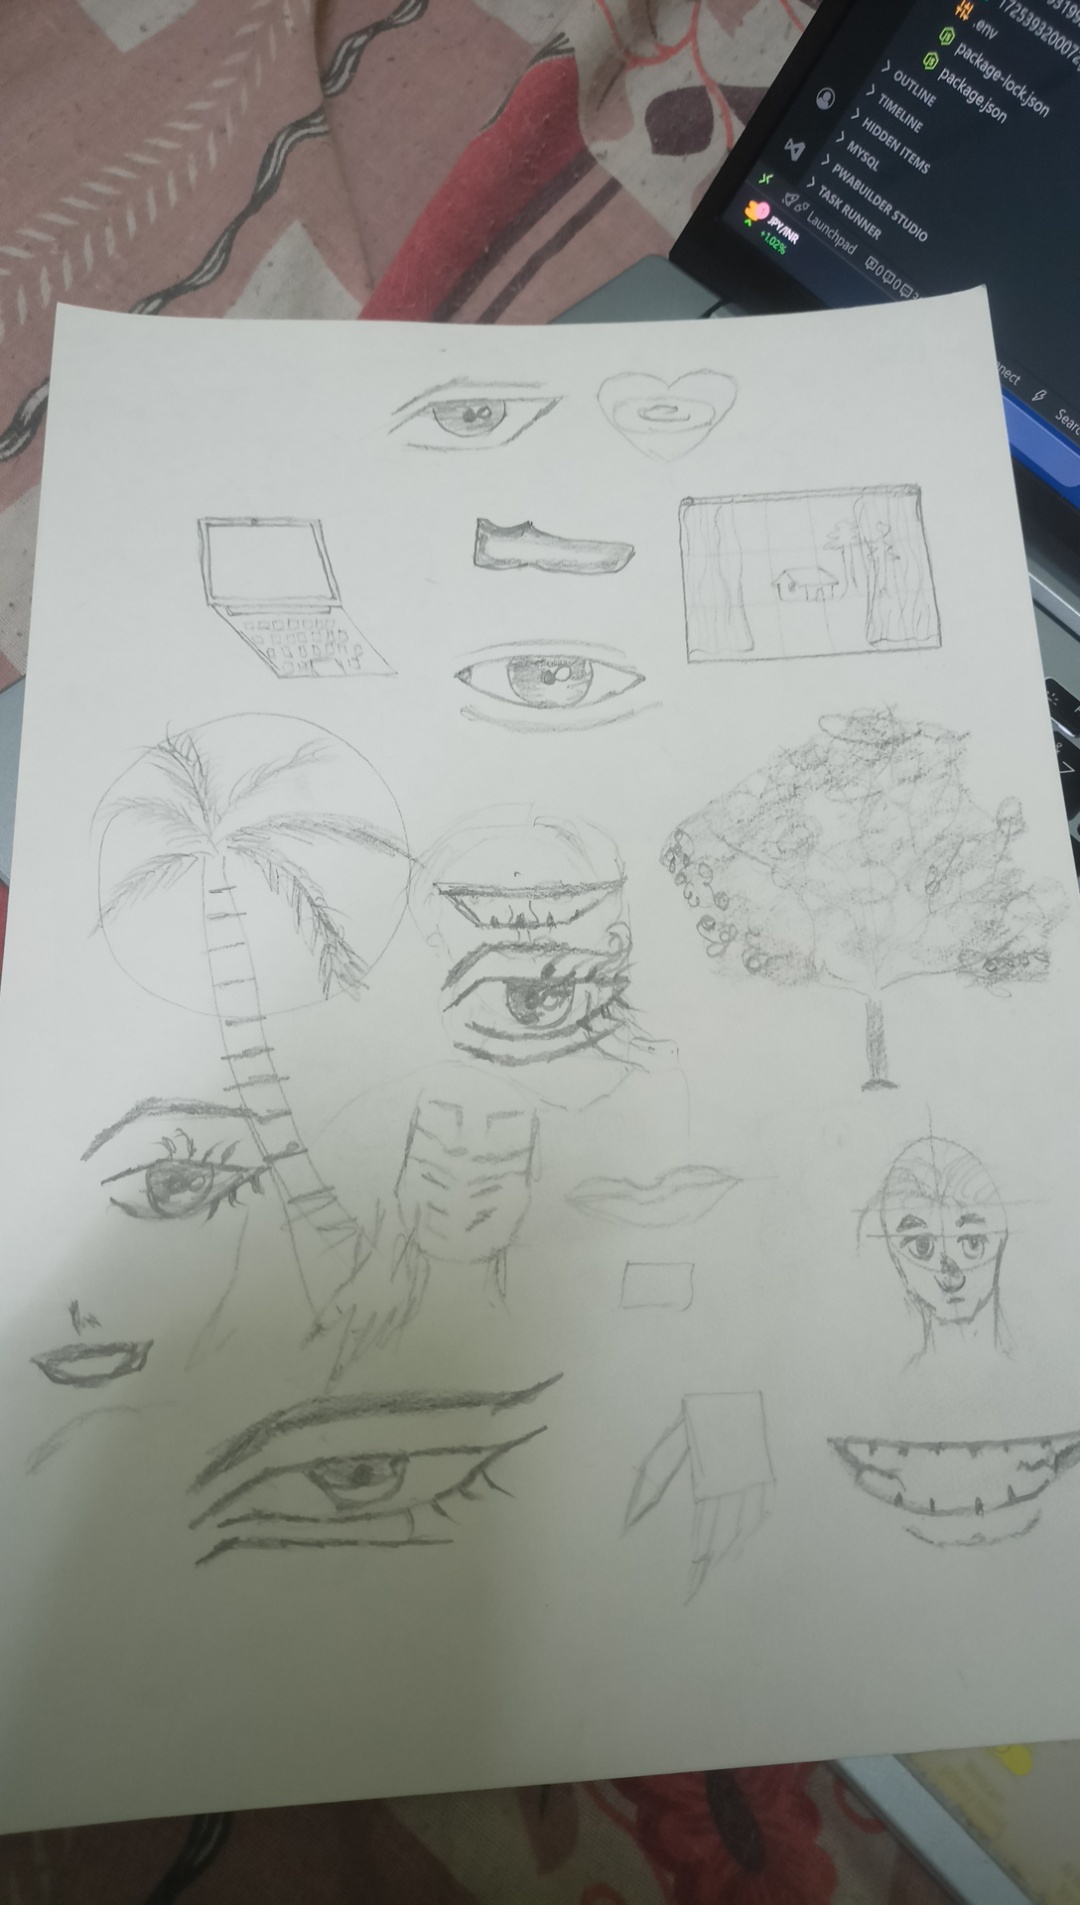 .env
package-lock.json
package.json
OUTLINE
TIMELINE
HIDDEN ITEMS
MYSQL
PWABUILDER STUDIO
TASK RUNNER
Launchpad
JPY/INR
+1.02%